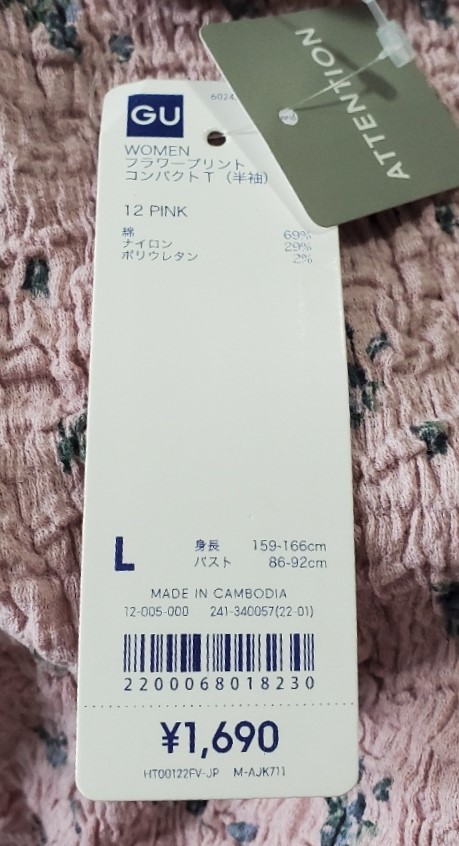 ATTENTION
GU
6024
WOMEN
フラワープリント
コンパクトT（半袖）
12 PINK
綿 69%
ナイロン 29%
ポリウレタン 2%
L 身長 159-166cm
バスト 86-92cm
MADE IN CAMBODIA
12-005-000 241-340057(22-01)
2200068018230
¥1,690
HT00122FV-JP M-AJK711